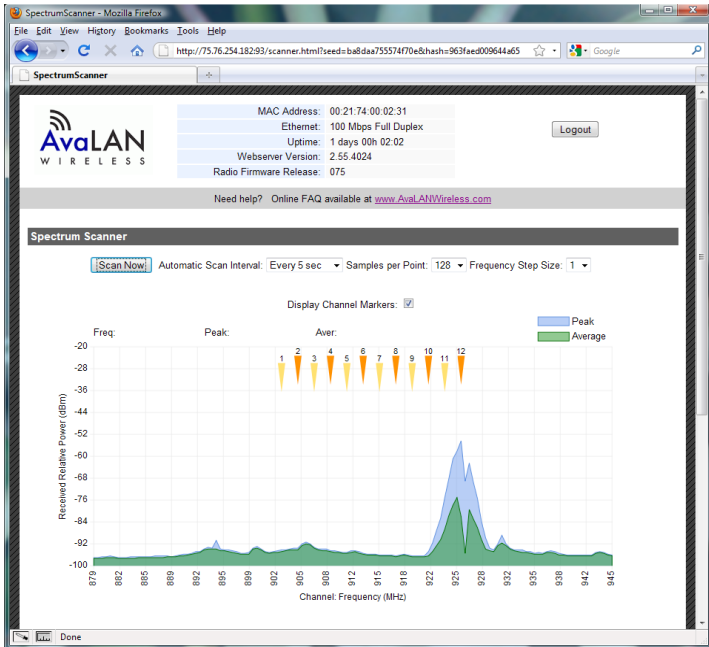 SpectrumScanner - Mozilla Firefox
File Edit View History Bookmarks Tools Help
http://75.76.254.182:93/scanner.html?seed=ba8daa755574f70e&hash=963faed009644a65
Google
SpectrumScanner
AvaLAN
WIRELESS
MAC Address: 00:21:74:00:02:31
Ethernet: 100 Mbps Full Duplex
Uptime: 1 days 00h 02:02
Webserver Version: 2.55.4024
Radio Firmware Release: 075
Logout
Need help? Online FAQ available at www.AvaLANWireless.com
Spectrum Scanner
Scan Now Automatic Scan Interval: Every 5 sec Samples per Point: 128 Frequency Step Size: 1
Display Channel Markers:
Peak
Average
Freq: Peak: Aver:
1 2 3 4 5 6 7 8 9 10 11 12
-20
-28
-36
-44
-52
-60
-68
-76
-84
-92
-100
Received Relative Power (dBm)
879 882 885 889 892 895 899 902 905 908 912 915 918 922 925 928 932 935 938 942 945
Channel: Frequency (MHz)
Done